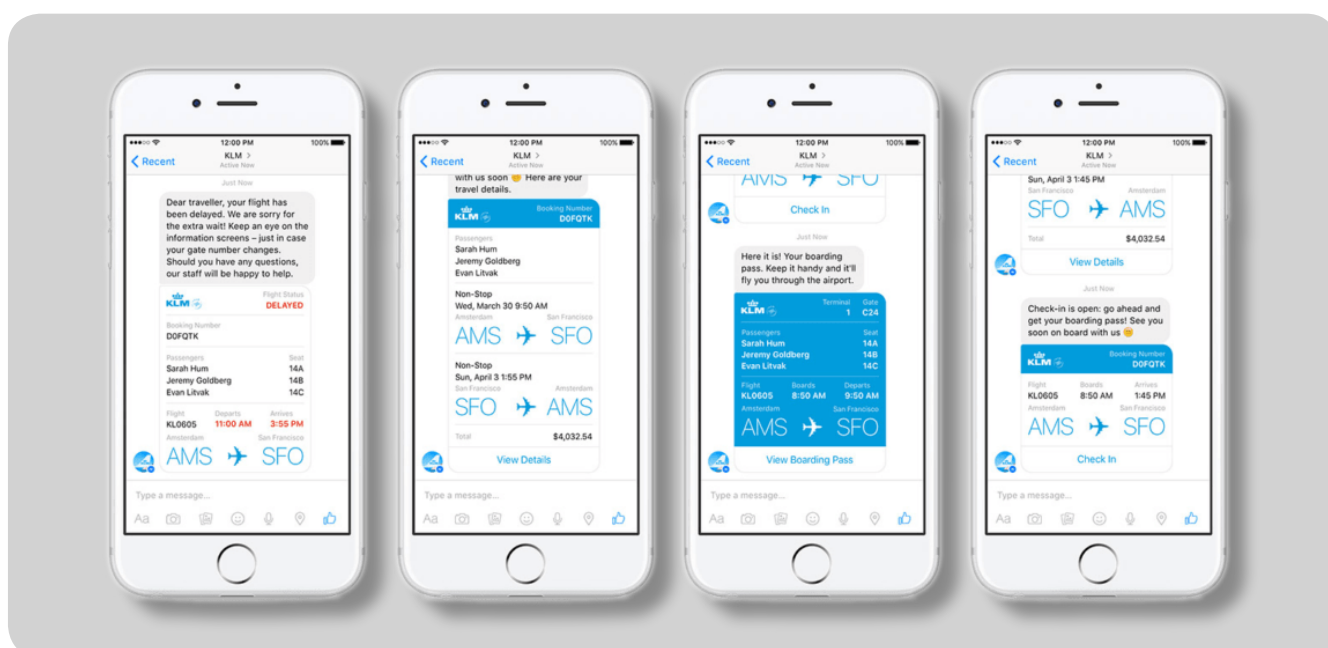 12:00 PM 100%
Recent KLM >
Active Now
Just Now
Dear traveller, your flight has
been delayed. We are sorry for
the extra wait! Keep an eye on the
information screens – just in case
your gate number changes.
Should you have any questions,
our staff will be happy to help.
KLM Flight Status
DELAYED
Booking Number
D0FQTK
Passengers Seat
Sarah Hum 14A
Jeremy Goldberg 14B
Evan Litvak 14C
Flight Departs Arrives
KL0605 11:00 AM 3:55 PM
Amsterdam San Francisco
AMS SFO
Type a message...
Aa
12:00 PM 100%
Recent KLM >
Active Now
with us soon 🙂 Here are your
travel details.
KLM Booking Number
D0FQTK
Passengers
Sarah Hum
Jeremy Goldberg
Evan Litvak
Non-Stop
Wed, March 30 9:50 AM
Amsterdam San Francisco
AMS SFO
Non-Stop
Sun, April 3 1:55 PM
San Francisco Amsterdam
SFO AMS
Total $4,032.54
View Details
Type a message...
Aa
12:00 PM 100%
Recent KLM >
Active Now
AMS SFO
Check In
Just Now
Here it is! Your boarding
pass. Keep it handy and it'll
fly you through the airport.
KLM Terminal Gate
1 C24
Passengers Seat
Sarah Hum 14A
Jeremy Goldberg 14B
Evan Litvak 14C
Flight Boards Departs
KL0605 8:50 AM 9:50 AM
Amsterdam San Francisco
AMS SFO
View Boarding Pass
Type a message...
Aa
12:00 PM 100%
Recent KLM >
Active Now
Sun, April 3 1:45 PM
San Francisco Amsterdam
SFO AMS
Total $4,032.54
View Details
Just Now
Check-in is open: go ahead and
get your boarding pass! See you
soon on board with us 🙂
KLM Booking Number
D0FQTK
Flight Boards Arrives
KL0605 8:50 AM 1:45 PM
Amsterdam San Francisco
AMS SFO
Check In
Type a message...
Aa